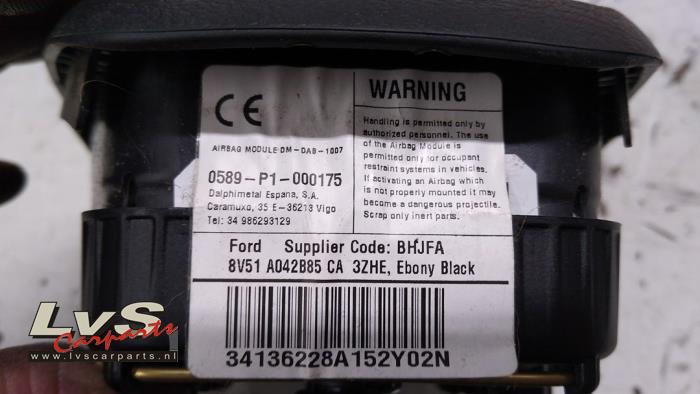 CE
AIRBAG MODULE DM-DAB-1007
0589-P1-000175
Dalphimetal Espana, S.A.
Caramuxo, 35 E-36213 Vigo
Tel: 34 986293129
WARNING
Handling is permitted only by
authorized personnel. The use
of the Airbag Module is
permitted only for occupant
restraint systems in vehicles.
If activating an Airbag which
is not properly mounted it may
become a dangerous projectile.
Scrap only inert parts.
Ford Supplier Code: BHJFA
8V51 A042B85 CA 3ZHE, Ebony Black
34136228A152Y02N
LvS
Carparts
www.lvscarparts.nl